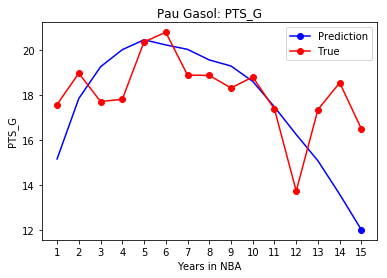 Pau Gasol: PTS_G
Prediction
True
PTS_G
20
18
16
14
12
1 2 3 4 5 6 7 8 9 10 11 12 13 14 15
Years in NBA